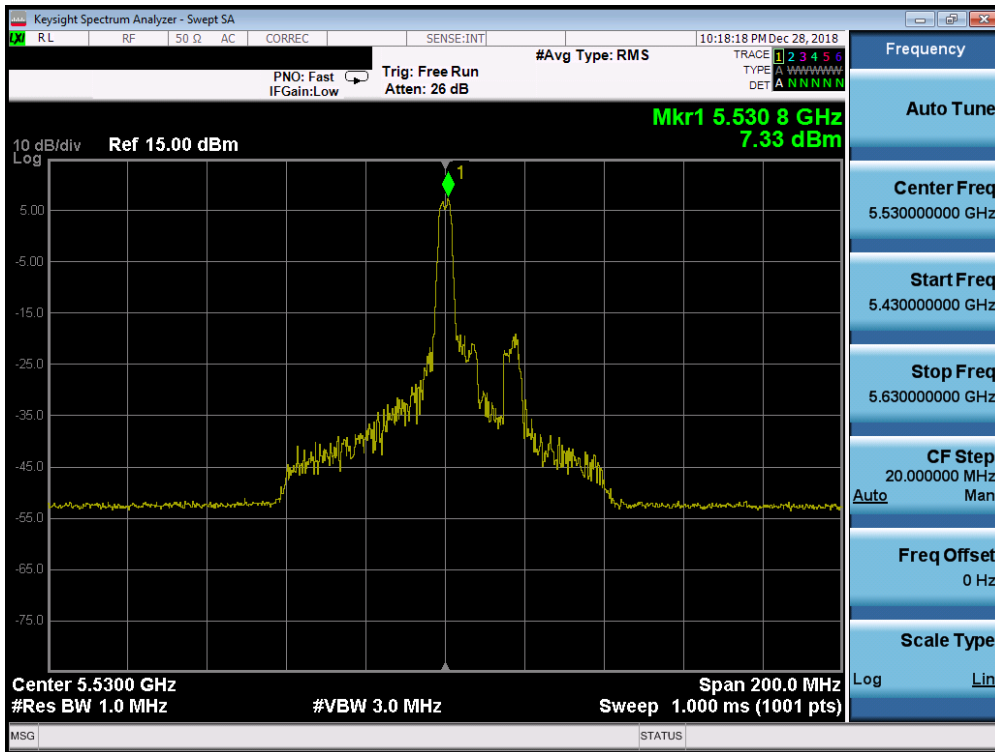 Keysight Spectrum Analyzer - Swept SA
LXI RL RF 50 Ω AC CORREC SENSE:INT 10:18:18 PM Dec 28, 2018
#Avg Type: RMS
TRACE 1 2 3 4 5 6
PNO: Fast Trig: Free Run TYPE A WWWWW
IFGain:Low Atten: 26 dB DET A N N N N N
Mkr1 5.530 8 GHz
7.33 dBm
10 dB/div Ref 15.00 dBm
Log
1
5.00
-5.00
-15.0
-25.0
-35.0
-45.0
-55.0
-65.0
-75.0
Center 5.5300 GHz Span 200.0 MHz
#Res BW 1.0 MHz #VBW 3.0 MHz Sweep 1.000 ms (1001 pts)
MSG STATUS
Frequency
Auto Tune
Center Freq
5.530000000 GHz
Start Freq
5.430000000 GHz
Stop Freq
5.630000000 GHz
CF Step
20.000000 MHz
Auto Man
Freq Offset
0 Hz
Scale Type
Log Lin